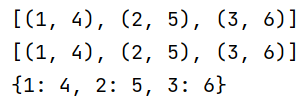 [(1, 4), (2, 5), (3, 6)]
[(1, 4), (2, 5), (3, 6)]
{1: 4, 2: 5, 3: 6}